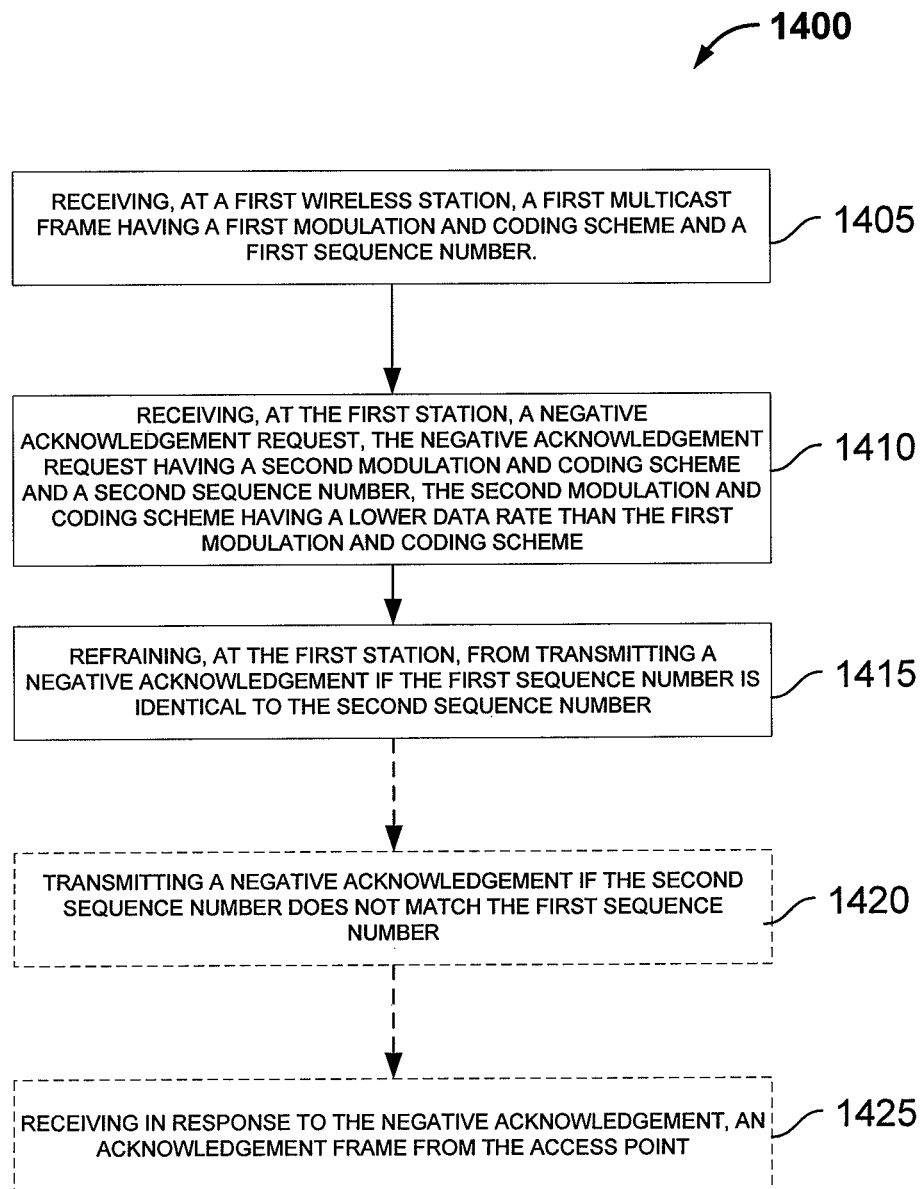 1400
RECEIVING, AT A FIRST WIRELESS STATION, A FIRST MULTICAST
FRAME HAVING A FIRST MODULATION AND CODING SCHEME AND A
FIRST SEQUENCE NUMBER.
1405
RECEIVING, AT THE FIRST STATION, A NEGATIVE
ACKNOWLEDGEMENT REQUEST, THE NEGATIVE ACKNOWLEDGEMENT
REQUEST HAVING A SECOND MODULATION AND CODING SCHEME
AND A SECOND SEQUENCE NUMBER, THE SECOND MODULATION AND
CODING SCHEME HAVING A LOWER DATA RATE THAN THE FIRST
MODULATION AND CODING SCHEME
1410
REFRAINING, AT THE FIRST STATION, FROM TRANSMITTING A
NEGATIVE ACKNOWLEDGEMENT IF THE FIRST SEQUENCE NUMBER IS
IDENTICAL TO THE SECOND SEQUENCE NUMBER
1415
TRANSMITTING A NEGATIVE ACKNOWLEDGEMENT IF THE SECOND
SEQUENCE NUMBER DOES NOT MATCH THE FIRST SEQUENCE
NUMBER
1420
RECEIVING IN RESPONSE TO THE NEGATIVE ACKNOWLEDGEMENT, AN
ACKNOWLEDGEMENT FRAME FROM THE ACCESS POINT
1425